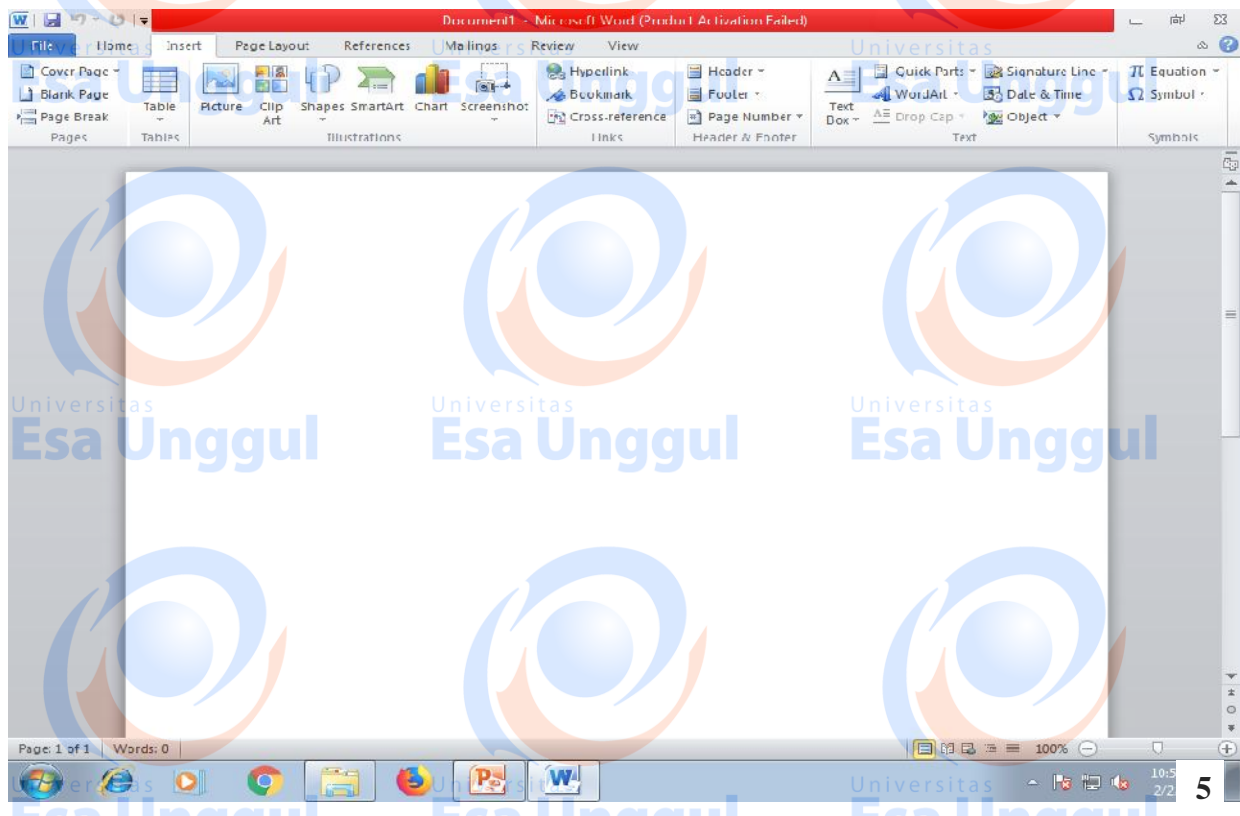 Document1 - Microsoft Word (Product Activation Failed)
File Home Insert Page Layout References Mailings Review View
Cover Page
Blank Page
Page Break
Pages
Table
Tables
Picture Clip Art Shapes SmartArt Chart Screenshot
Illustrations
Hyperlink
Bookmark
Cross-reference
Links
Header
Footer
Page Number
Header & Footer
Text Box
Quick Parts
WordArt
Drop Cap
Signature Line
Date & Time
Object
Text
π Equation
Ω Symbol
Symbols
Universitas
Esa Unggul
Universitas
Esa Unggul
Universitas
Esa Unggul
Page: 1 of 1 Words: 0
100%
Universitas
Esa Unggul
5